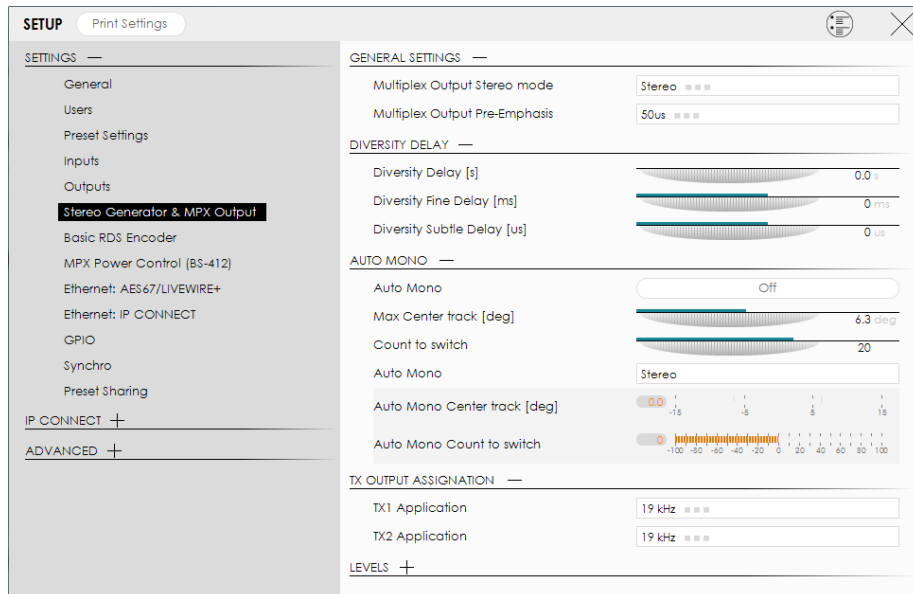 SETUP Print Settings
SETTINGS
General
Users
Preset Settings
Inputs
Outputs
Stereo Generator & MPX Output
Basic RDS Encoder
MPX Power Control (BS-412)
Ethernet: AES67/LIVEWIRE+
Ethernet: IP CONNECT
GPIO
Synchro
Preset Sharing
IP CONNECT
ADVANCED
GENERAL SETTINGS
Multiplex Output Stereo mode Stereo
Multiplex Output Pre-Emphasis 50us
DIVERSITY DELAY
Diversity Delay [s] 0.0 s
Diversity Fine Delay [ms] 0 ms
Diversity Subtle Delay [us] 0 us
AUTO MONO
Auto Mono Off
Max Center track [deg] 6.3 deg
Count to switch 20
Auto Mono Stereo
Auto Mono Center track [deg] 0.0 -15 -5 5 15
Auto Mono Count to switch 0 -100 -80 -60 -40 -20 0 20 40 60 80 100
TX OUTPUT ASSIGNATION
TX1 Application 19 kHz
TX2 Application 19 kHz
LEVELS